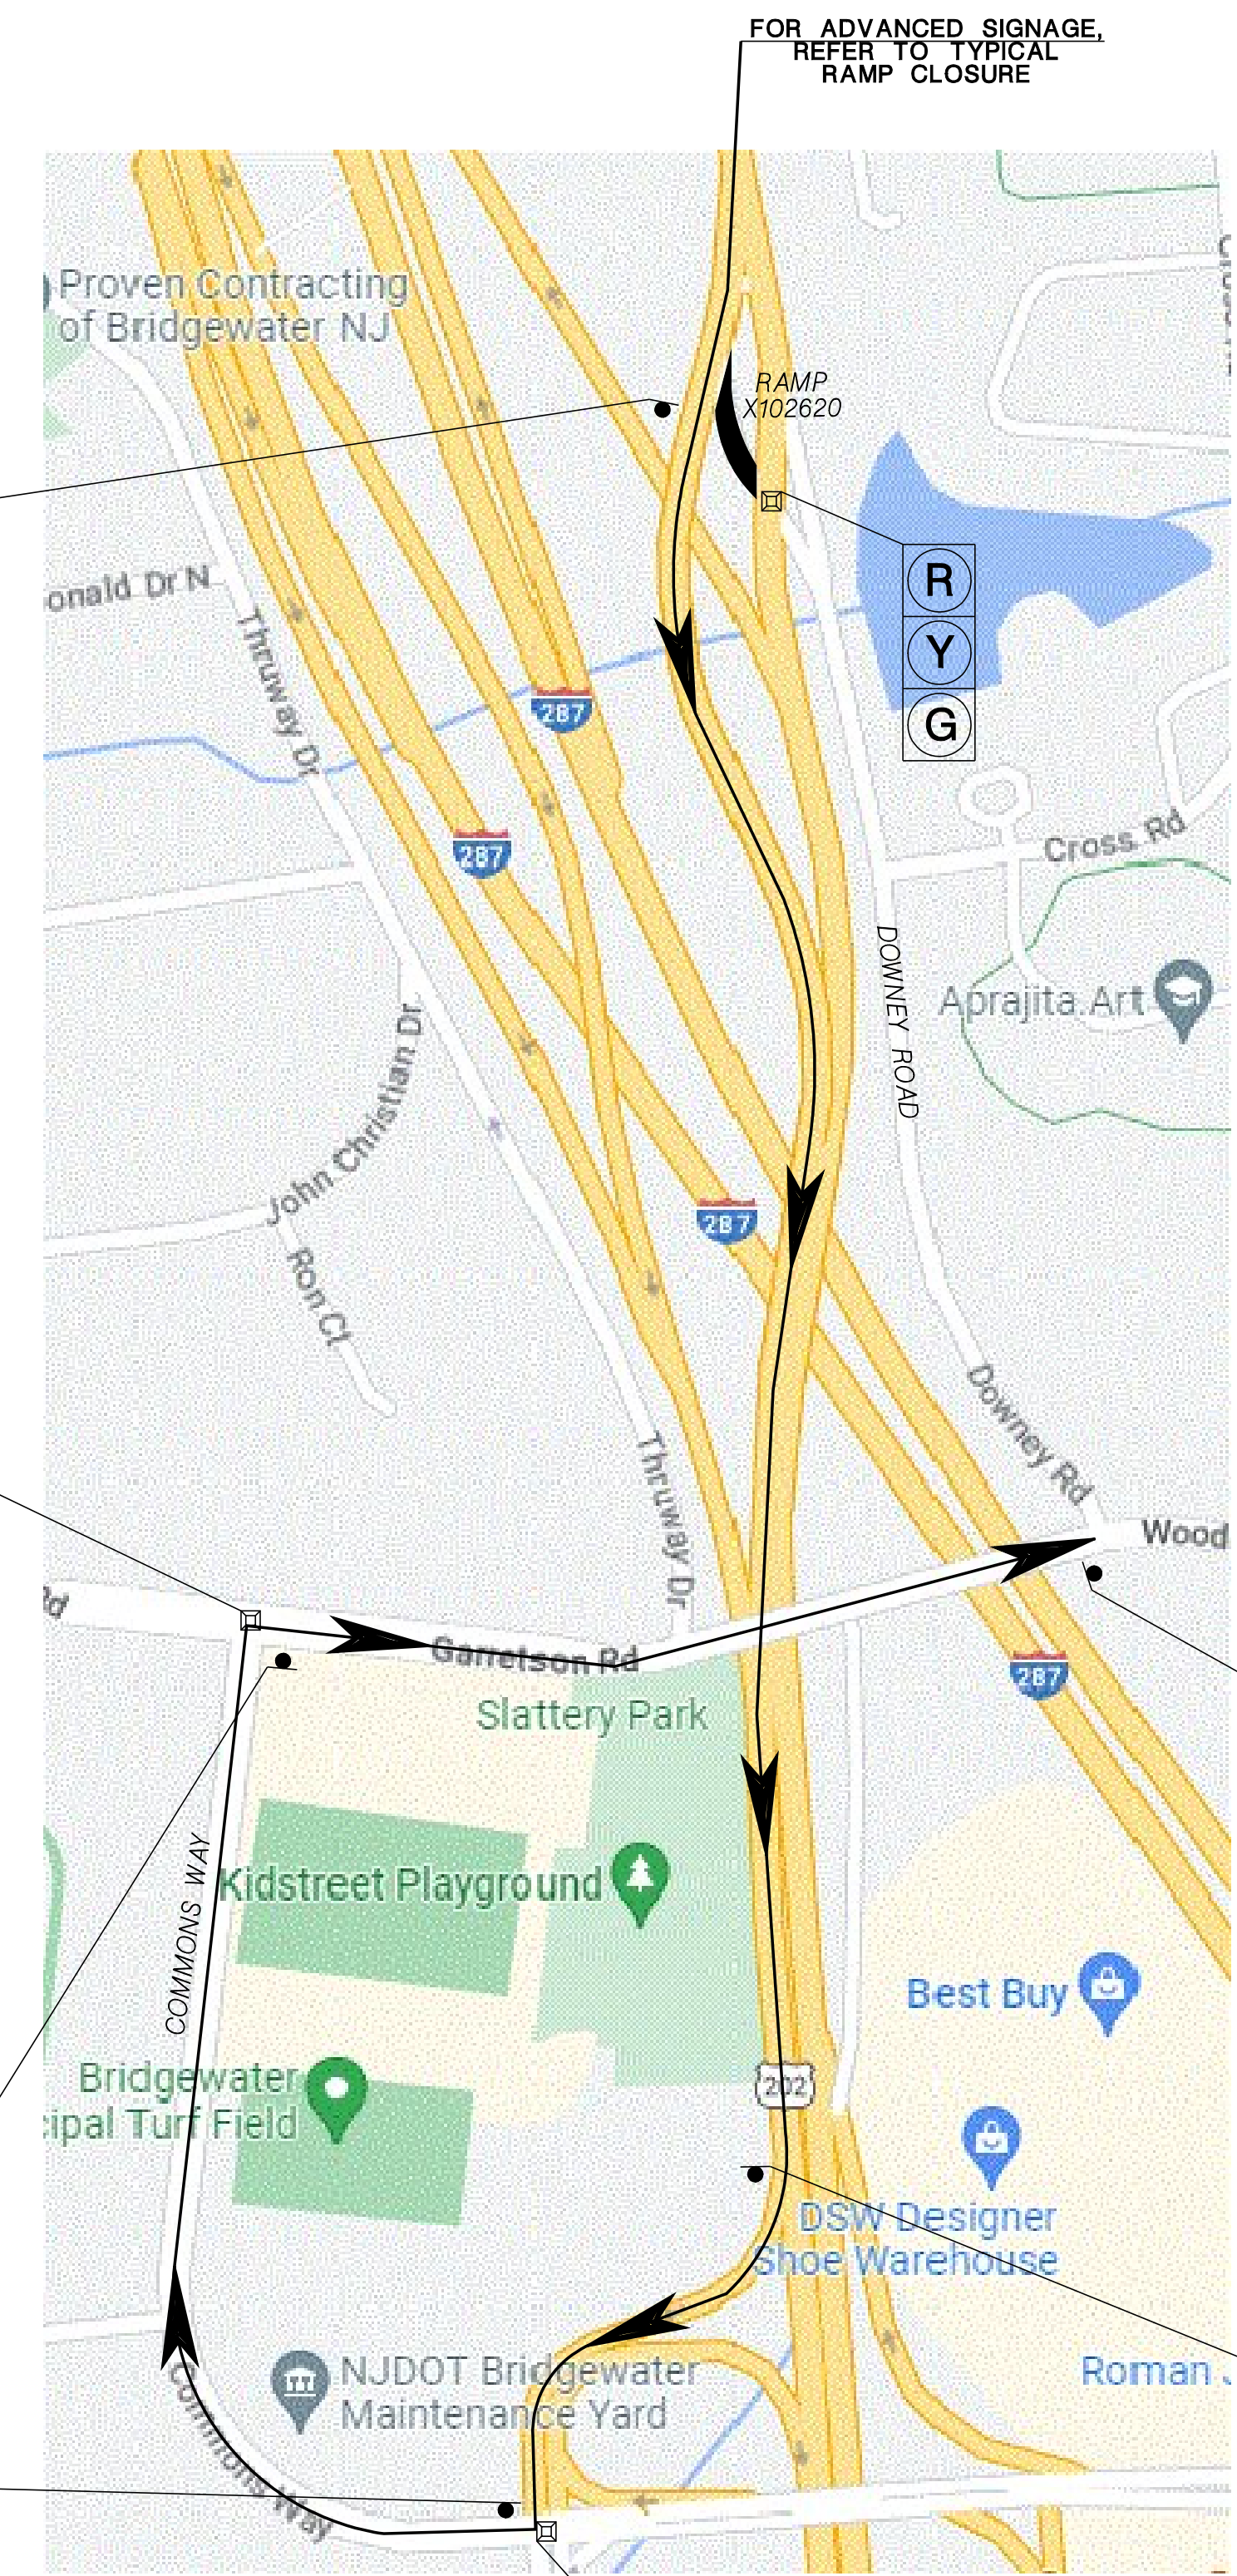 FOR ADVANCED SIGNAGE,
REFER TO TYPICAL
RAMP CLOSURE
Proven Contracting
of Bridgewater NJ
RAMP
X102620
R
Y
G
onald Dr N
Thruway Dr
287
287
Cross Rd
DOWNEY ROAD
Aprajita.Art
John Christian Dr
287
Ron Ct
Downey Rd
Thruway Dr
Wood
Rd
Garretson Rd
287
Slattery Park
COMMONS WAY
Kidstreet Playground
Best Buy
Bridgewater
cipal Turf Field
202
DSW Designer
Shoe Warehouse
NJDOT Bridgewater
Maintenance Yard
Roman J
Commons Way